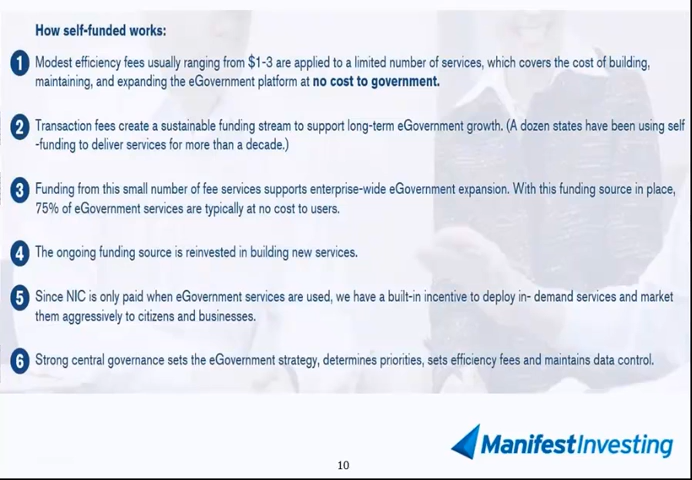 How self-funded works:
1 Modest efficiency fees usually ranging from $1-3 are applied to a limited number of services, which covers the cost of building,
maintaining, and expanding the eGovernment platform at no cost to government.
2 Transaction fees create a sustainable funding stream to support long-term eGovernment growth. (A dozen states have been using self
-funding to deliver services for more than a decade.)
3 Funding from this small number of fee services supports enterprise-wide eGovernment expansion. With this funding source in place,
75% of eGovernment services are typically at no cost to users.
4 The ongoing funding source is reinvested in building new services.
5 Since NIC is only paid when eGovernment services are used, we have a built-in incentive to deploy in- demand services and market
them aggressively to citizens and businesses.
6 Strong central governance sets the eGovernment strategy, determines priorities, sets efficiency fees and maintains data control.
ManifestInvesting
10